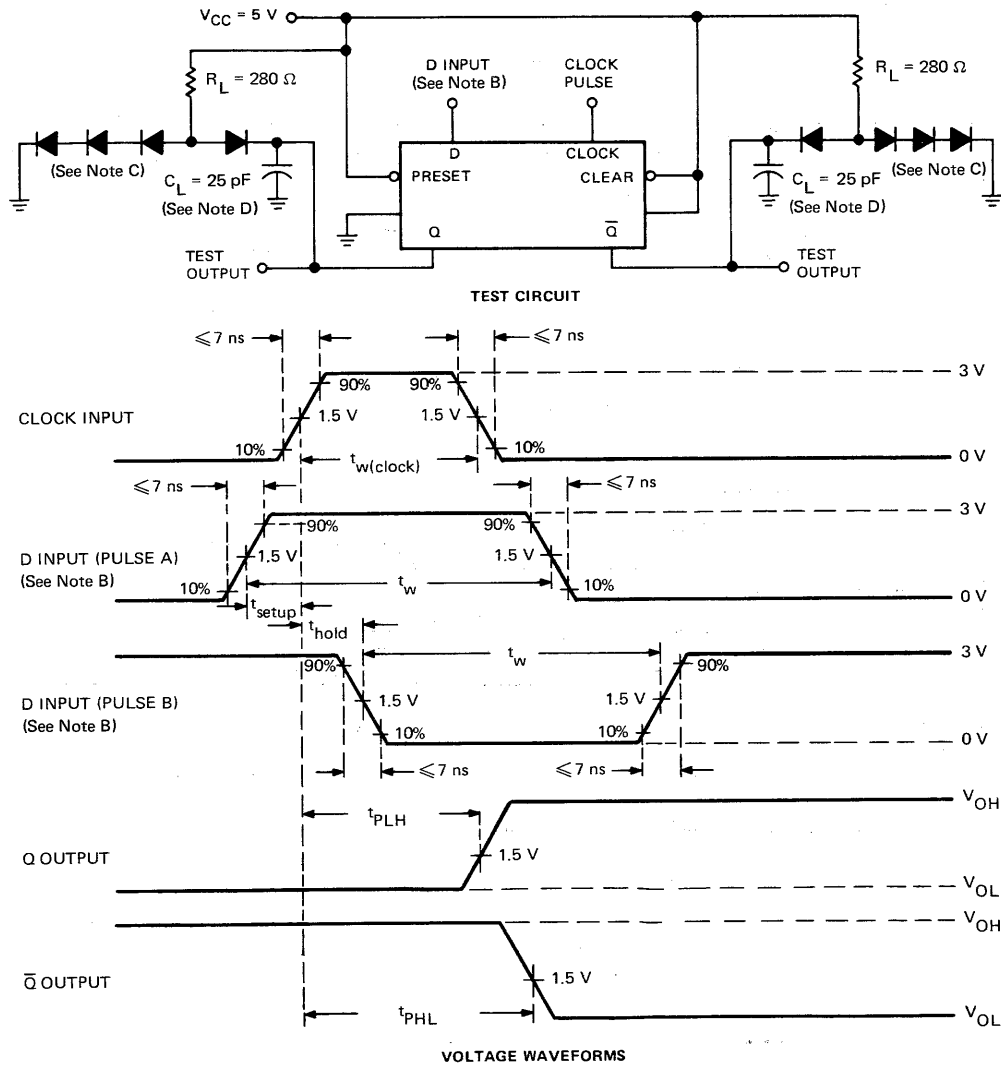 VCC = 5 V
D INPUT
(See Note B)
CLOCK
PULSE
RL = 280 Ω
RL = 280 Ω
D
CLOCK
PRESET
CLEAR
(See Note C)
CL = 25 pF
(See Note D)
(See Note C)
CL = 25 pF
(See Note D)
Q
Q̅
TEST
OUTPUT
TEST
OUTPUT
TEST CIRCUIT
⩽7 ns
⩽7 ns
3 V
90%
90%
CLOCK INPUT
1.5 V
1.5 V
10%
10%
tw(clock)
0 V
⩽7 ns
⩽7 ns
3 V
90%
90%
D INPUT (PULSE A)
(See Note B)
1.5 V
1.5 V
10%
tw
10%
0 V
tsetup
thold
tw
3 V
90%
90%
D INPUT (PULSE B)
(See Note B)
1.5 V
1.5 V
10%
10%
0 V
⩽7 ns
⩽7 ns
VOH
tPLH
Q OUTPUT
1.5 V
VOL
VOH
Q̅ OUTPUT
1.5 V
tPHL
VOL
VOLTAGE WAVEFORMS